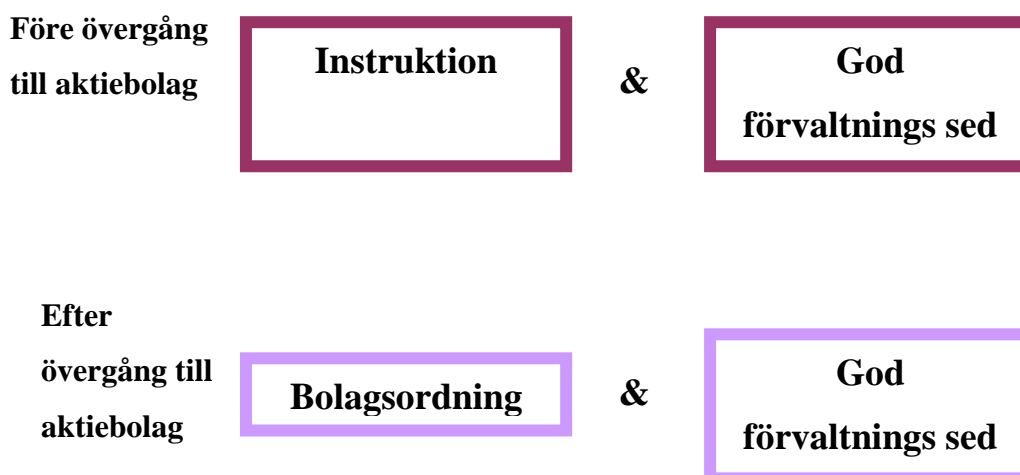 Före övergång
till aktiebolag
Instruktion
&
God
förvaltnings sed
Efter
övergång till
aktiebolag
Bolagsordning
&
God
förvaltnings sed